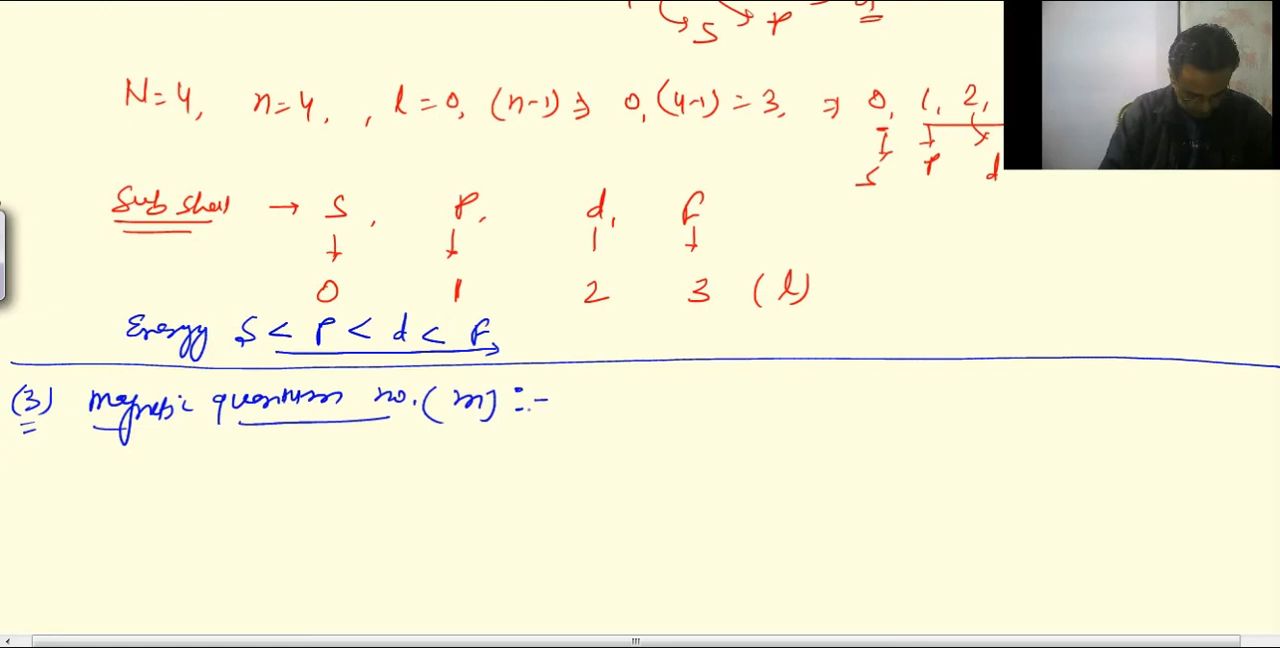 S P
N=4, n=4, , l=0, (n-1) ⇒ 0, (4-1) = 3, ⇒ 0, 1, 2,
S P d
Sub shell → S, P, d, f
0 1 2 3 (l)
Energy S < P < d < f
(3) Magnetic quantum no. (m) :-